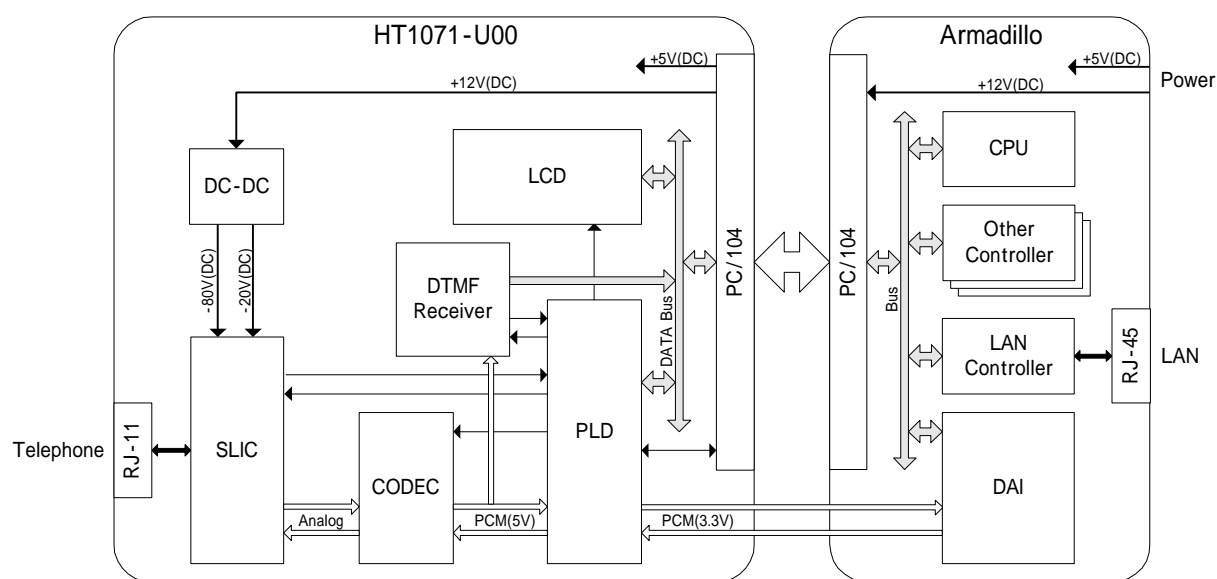 HT1071-U00
Armadillo
+5V(DC)
+12V(DC)
+5V(DC)
+12V(DC)
Power
DC-DC
LCD
CPU
-80V(DC)
-20V(DC)
DTMF
Receiver
DATA Bus
PC/104
PC/104
Bus
Other
Controller
LAN
Controller
RJ-45
LAN
Telephone
RJ-11
SLIC
CODEC
PLD
DAI
Analog
PCM(5V)
PCM(3.3V)